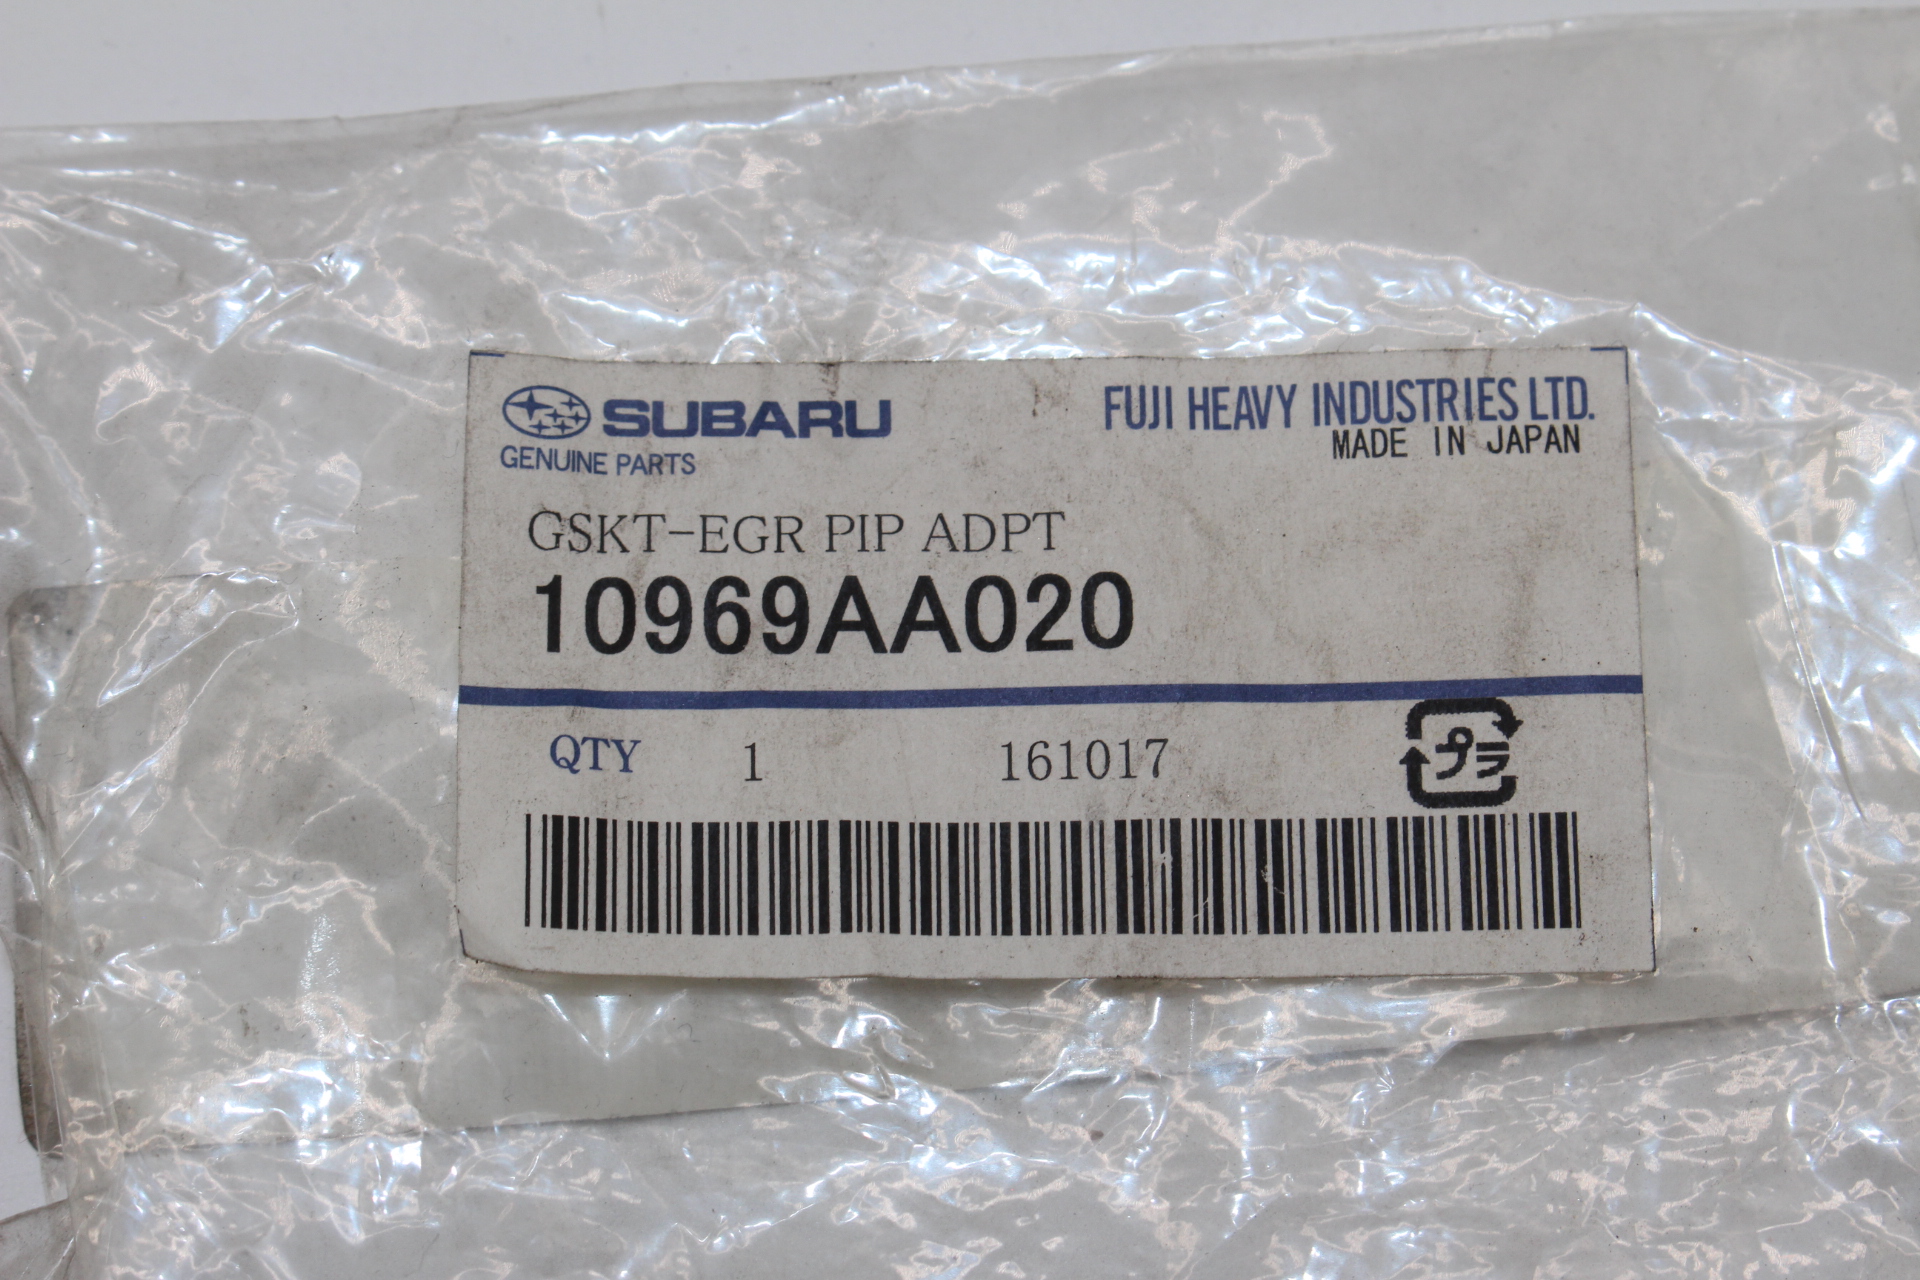 SUBARU
GENUINE PARTS
FUJI HEAVY INDUSTRIES LTD.
MADE IN JAPAN
GSKT-EGR PIP ADPT
10969AA020
QTY 1 161017
プラ